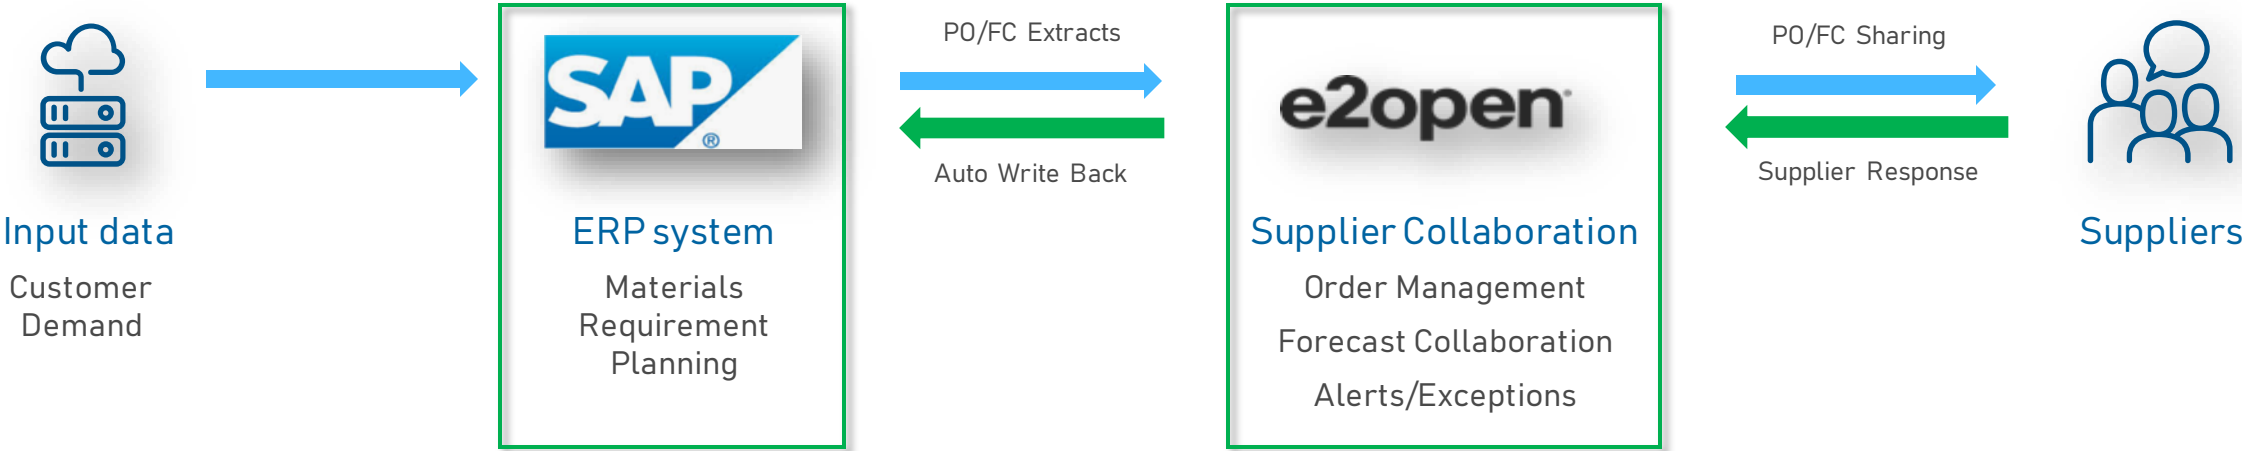 Input data
Customer
Demand
SAP
®
ERP system
Materials
Requirement
Planning
PO/FC Extracts
Auto Write Back
e2open
Supplier Collaboration
Order Management
Forecast Collaboration
Alerts/Exceptions
PO/FC Sharing
Supplier Response
Suppliers